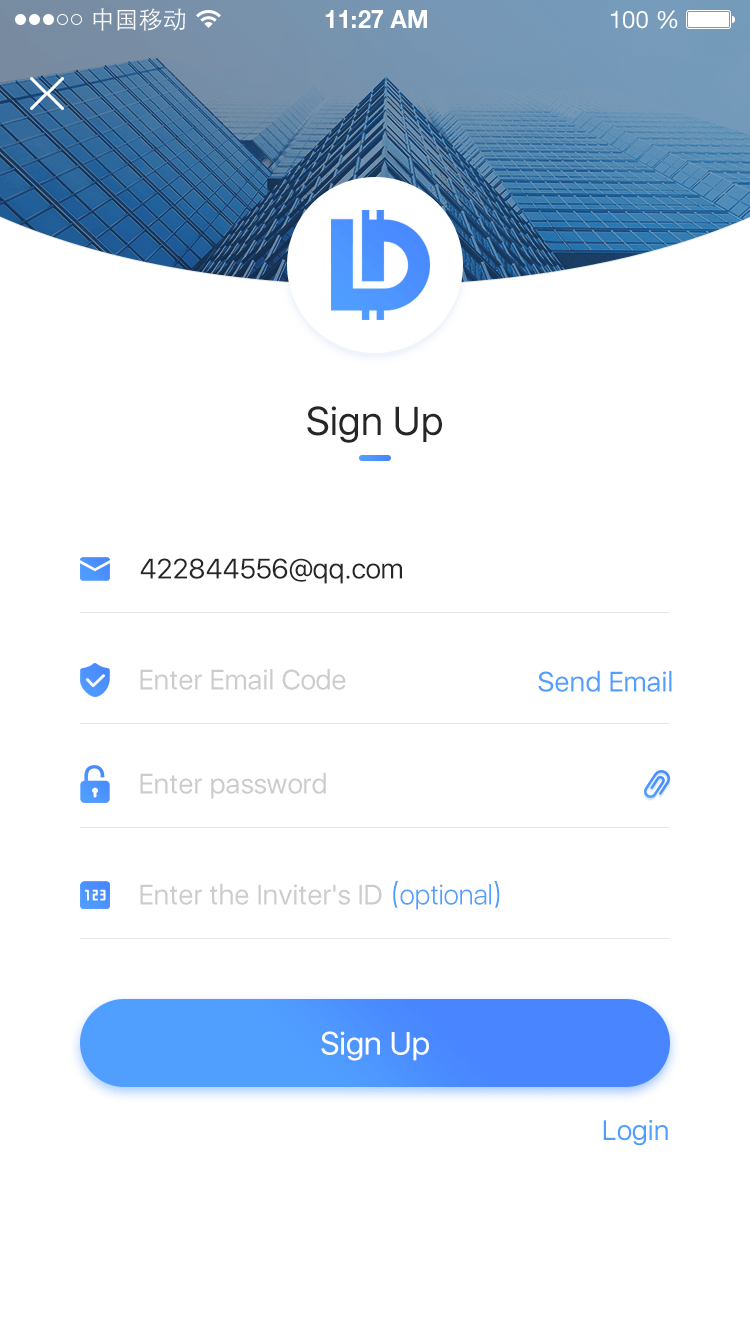 中国移动 11:27 AM 100 %
Sign Up
422844556@qq.com
Enter Email Code Send Email
Enter password
123 Enter the Inviter's ID (optional)
Sign Up
Login